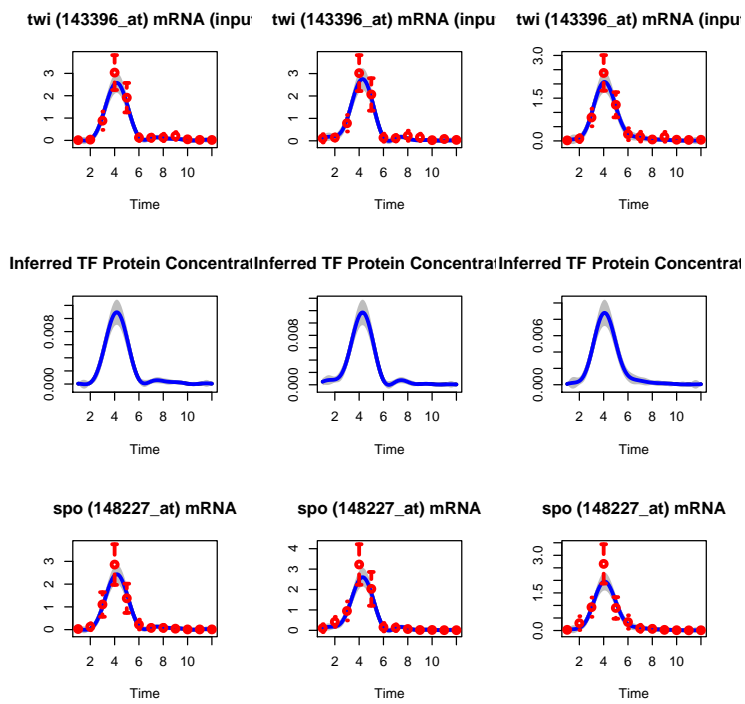 twi (143396_at) mRNA (inpu twi (143396_at) mRNA (inpu twi (143396_at) mRNA (inpu
0 1 2 3
2 4 6 8 10
Time
0 1 2 3
2 4 6 8 10
Time
0.0 1.5 3.0
2 4 6 8 10
Time
Inferred TF Protein Concentrat Inferred TF Protein Concentrat Inferred TF Protein Concentrat
0.000 0.008
2 4 6 8 10
Time
0.000 0.008
2 4 6 8 10
Time
0.000 0.006
2 4 6 8 10
Time
spo (148227_at) mRNA spo (148227_at) mRNA spo (148227_at) mRNA
0 1 2 3
2 4 6 8 10
Time
0 1 2 3 4
2 4 6 8 10
Time
0.0 1.5 3.0
2 4 6 8 10
Time